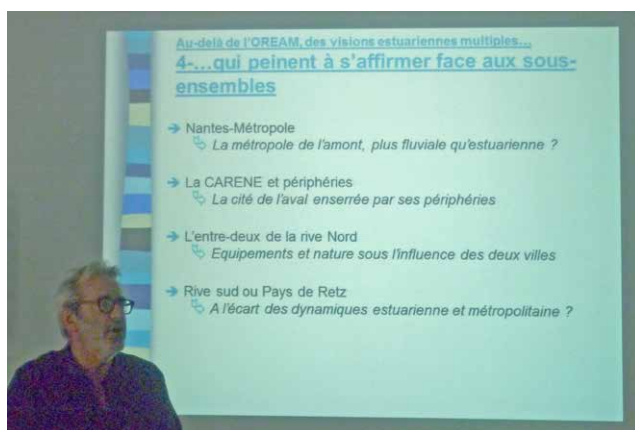 Au-delà de l'OREAM, des visions estuariennes multiples...
4-...qui peinent à s'affirmer face aux sous-
ensembles
➔ Nantes-Métropole
La métropole de l'amont, plus fluviale qu'estuarienne ?
➔ La CARENE et périphéries
La cité de l'aval enserrée par ses périphéries
➔ L'entre-deux de la rive Nord
Equipements et nature sous l'influence des deux villes
➔ Rive sud ou Pays de Retz
A l'écart des dynamiques estuarienne et métropolitaine ?